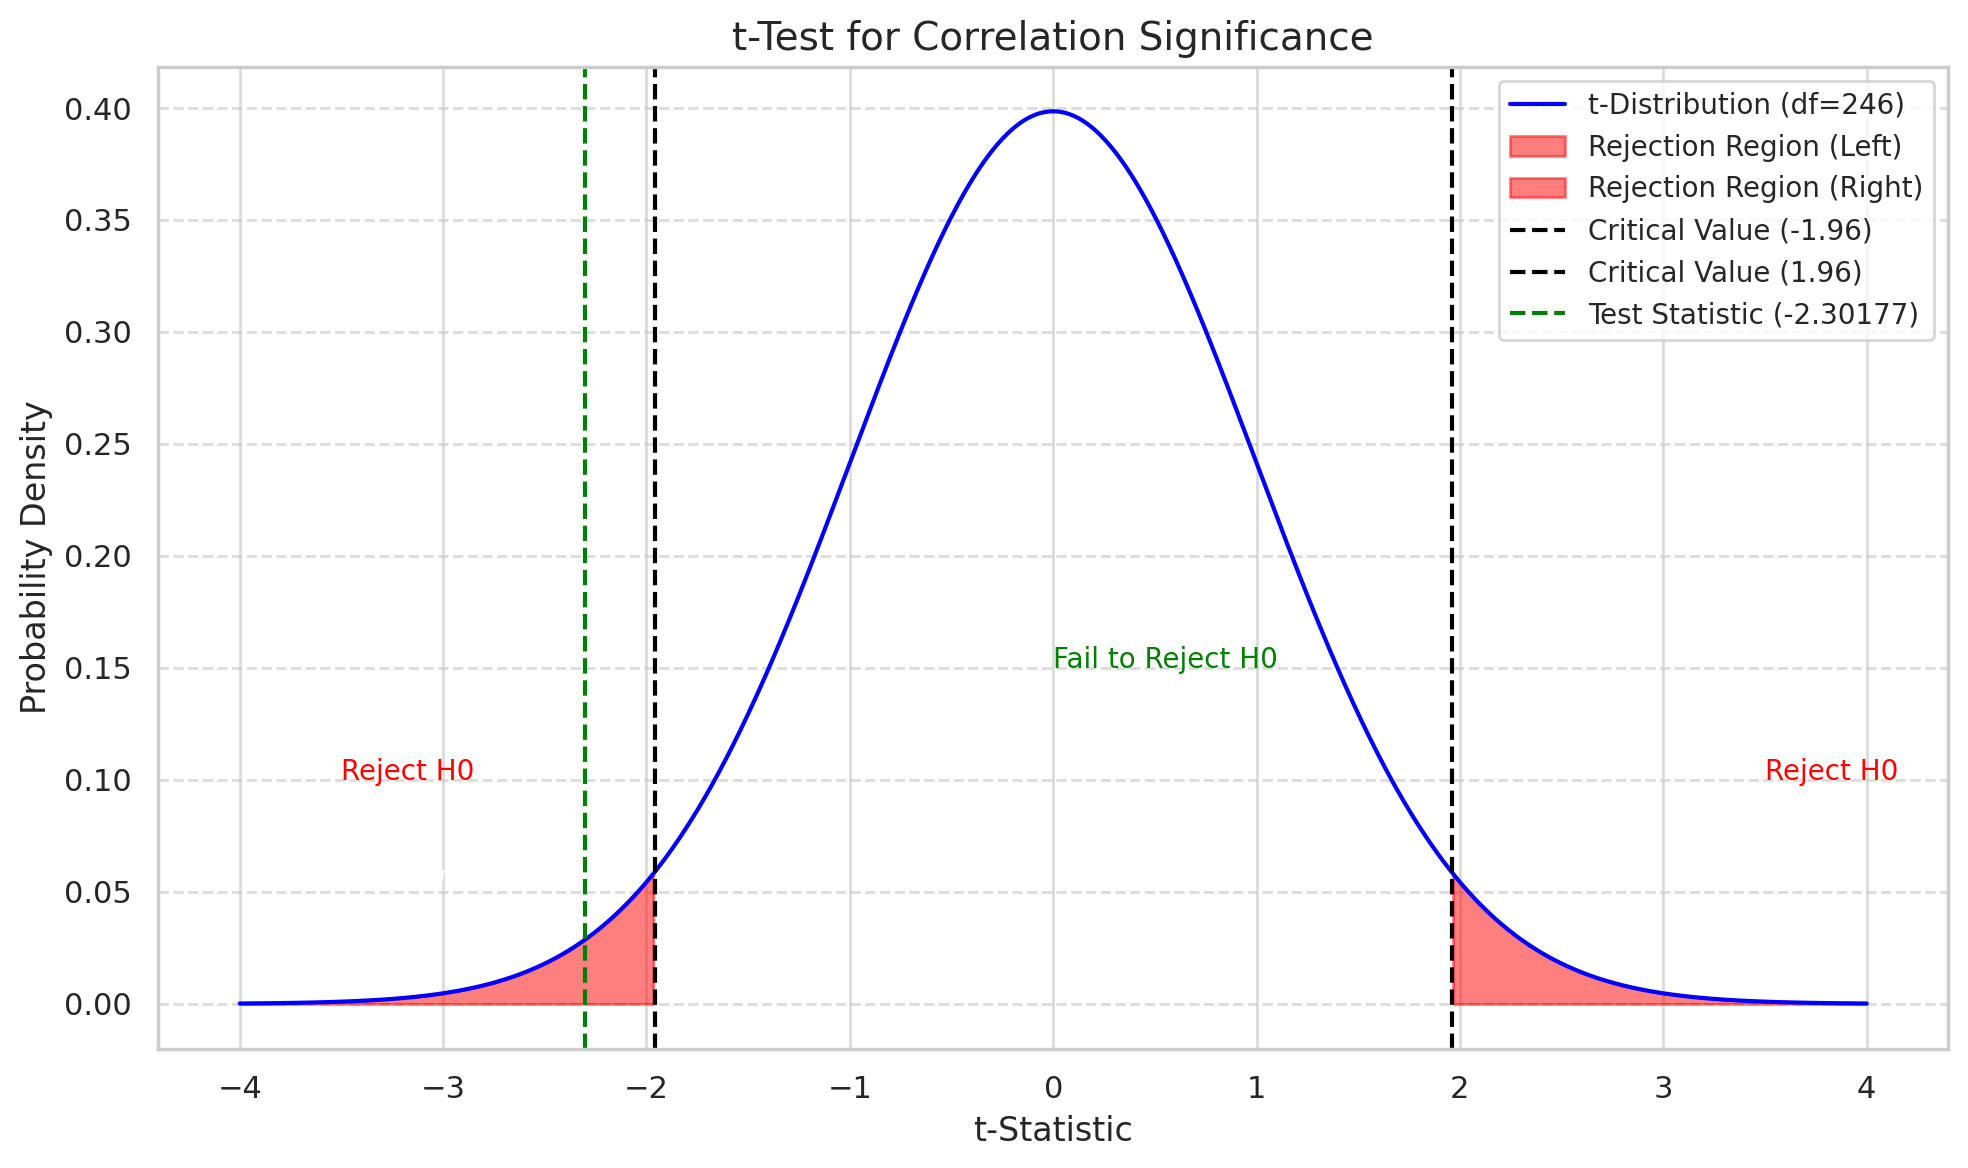 t-Test for Correlation Significance
t-Distribution (df=246)
Rejection Region (Left)
Rejection Region (Right)
Critical Value (-1.96)
Critical Value (1.96)
Test Statistic (-2.30177)
0.40
0.35
0.30
0.25
0.20
0.15
0.10
0.05
0.00
Probability Density
Fail to Reject H0
Reject H0
Reject H0
−4
−3
−2
−1
0
1
2
3
4
t-Statistic